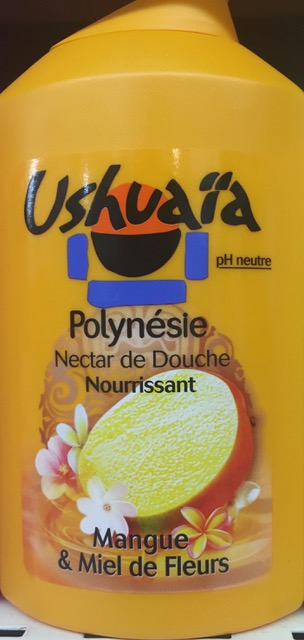 Ushuaïa
pH neutre
Polynésie
Nectar de Douche
Nourrissant
Mangue
& Miel de Fleurs